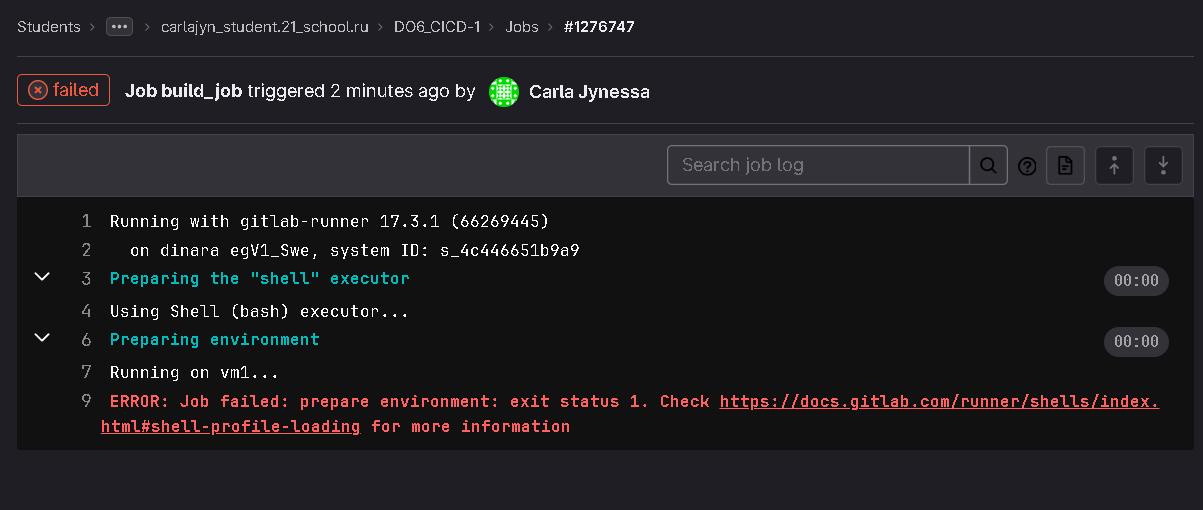 Students > ••• > carlajyn_student.21_school.ru > DO6_CICD-1 > Jobs > #1276747
failed Job build_job triggered 2 minutes ago by Carla Jynessa
Search job log
1 Running with gitlab-runner 17.3.1 (66269445)
2 on dinara egV1_Swe, system ID: s_4c446651b9a9
3 Preparing the "shell" executor 00:00
4 Using Shell (bash) executor...
6 Preparing environment 00:00
7 Running on vm1...
9 ERROR: Job failed: prepare environment: exit status 1. Check https://docs.gitlab.com/runner/shells/index.
html#shell-profile-loading for more information